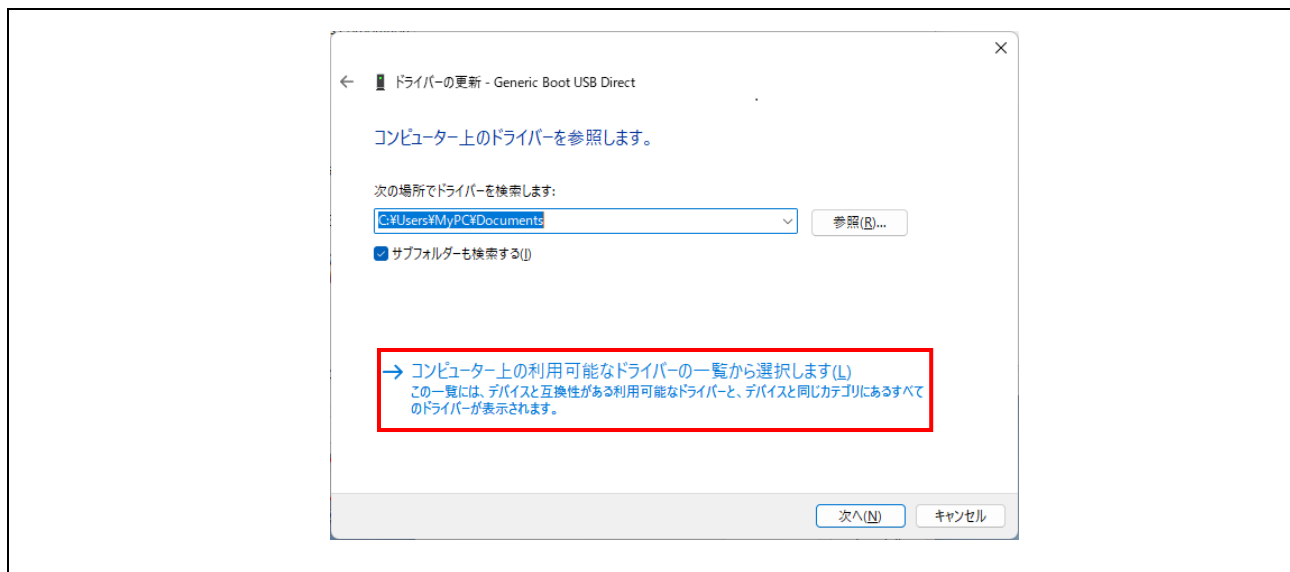 ドライバーの更新 - Generic Boot USB Direct
コンピューター上のドライバーを参照します。
次の場所でドライバーを検索します:
C:¥Users¥MyPC¥Documents
参照(R)...
サブフォルダーも検索する(I)
コンピューター上の利用可能なドライバーの一覧から選択します(L)
この一覧には、デバイスと互換性がある利用可能なドライバーと、デバイスと同じカテゴリにあるすべて
のドライバーが表示されます。
次へ(N) キャンセル